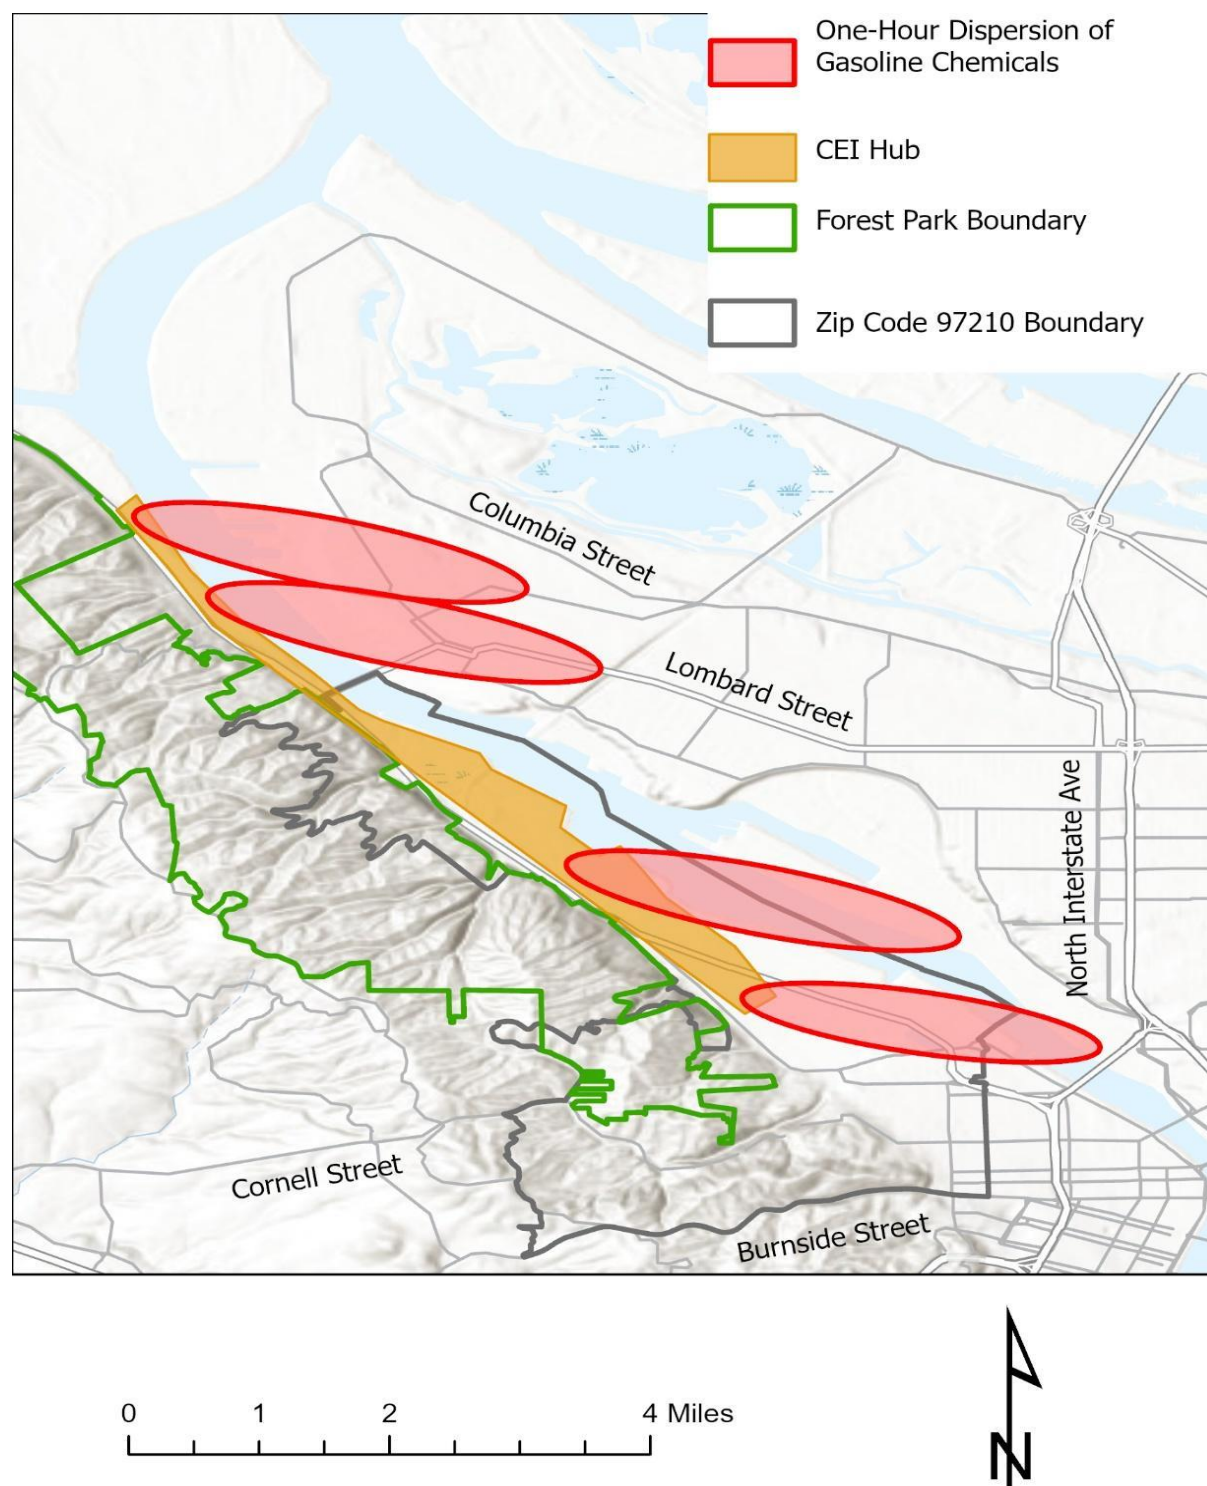 One-Hour Dispersion of
Gasoline Chemicals
CEI Hub
Forest Park Boundary
Zip Code 97210 Boundary
Columbia Street
Lombard Street
North Interstate Ave
Cornell Street
Burnside Street
0 1 2 4 Miles
N